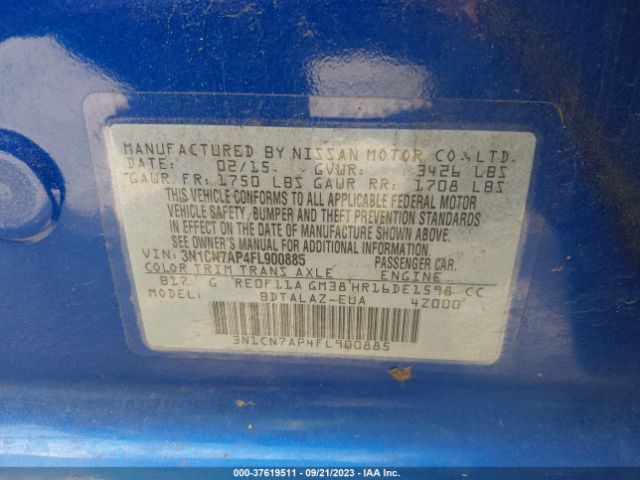 MANUFACTURED BY NISSAN MOTOR CO.,LTD.
DATE: 02/15. GVWR: 3426 LBS
GAWR FR: 1750 LBS GAWR RR: 1708 LBS
THIS VEHICLE CONFORMS TO ALL APPLICABLE FEDERAL MOTOR
VEHICLE SAFETY, BUMPER AND THEFT PREVENTION STANDARDS
IN EFFECT ON THE DATE OF MANUFACTURE SHOWN ABOVE.
SEE OWNER'S MANUAL FOR ADDITIONAL INFORMATION.
VIN: 3N1CN7AP4FL900885 PASSENGER CAR.
COLOR TRIM TRANS AXLE ENGINE
B17 G RE0F11A GM38 HR16DE1598 CC
MODEL: BDTALAZ-EUA 4Z000
3N1CN7AP4FL900885
000-37619511 - 09/21/2023 - IAA Inc.